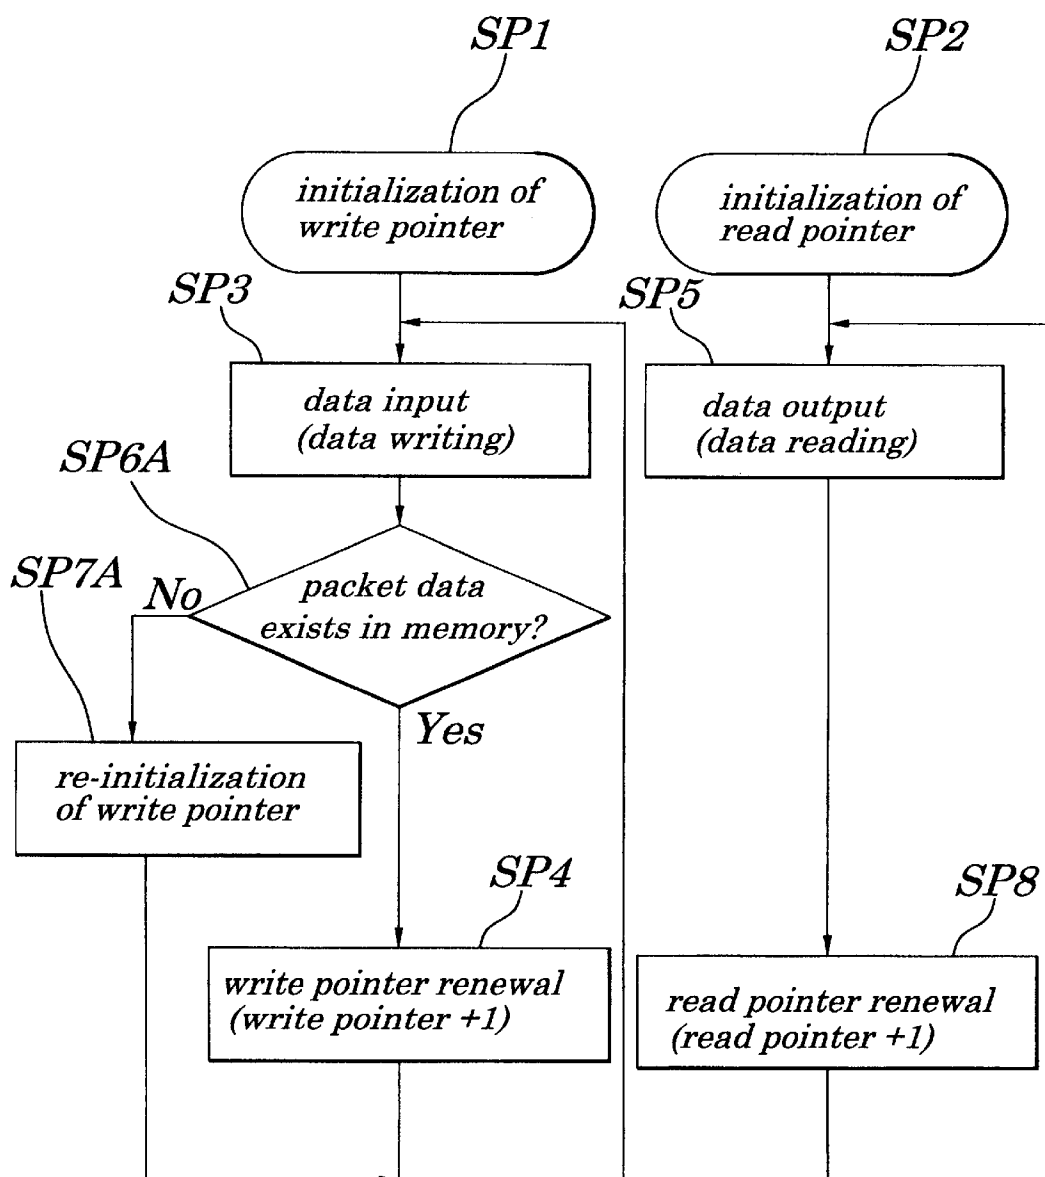 SP1
SP2
initialization of
write pointer
initialization of
read pointer
SP3
SP5
data input
(data writing)
data output
(data reading)
SP6A
SP7A
No
packet data
exists in memory?
Yes
re-initialization
of write pointer
SP4
SP8
write pointer renewal
(write pointer +1)
read pointer renewal
(read pointer +1)